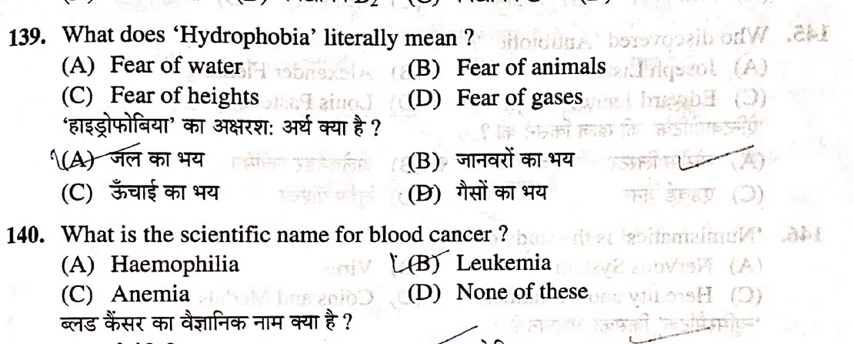 139. What does ‘Hydrophobia’ literally mean ?
(A) Fear of water (B) Fear of animals
(C) Fear of heights (D) Fear of gases
‘हाइड्रोफोबिया’ का अक्षरशः अर्थ क्या है ?
(A) जल का भय (B) जानवरों का भय
(C) ऊँचाई का भय (D) गैसों का भय
140. What is the scientific name for blood cancer ?
(A) Haemophilia (B) Leukemia
(C) Anemia (D) None of these
ब्लड कैंसर का वैज्ञानिक नाम क्या है ?